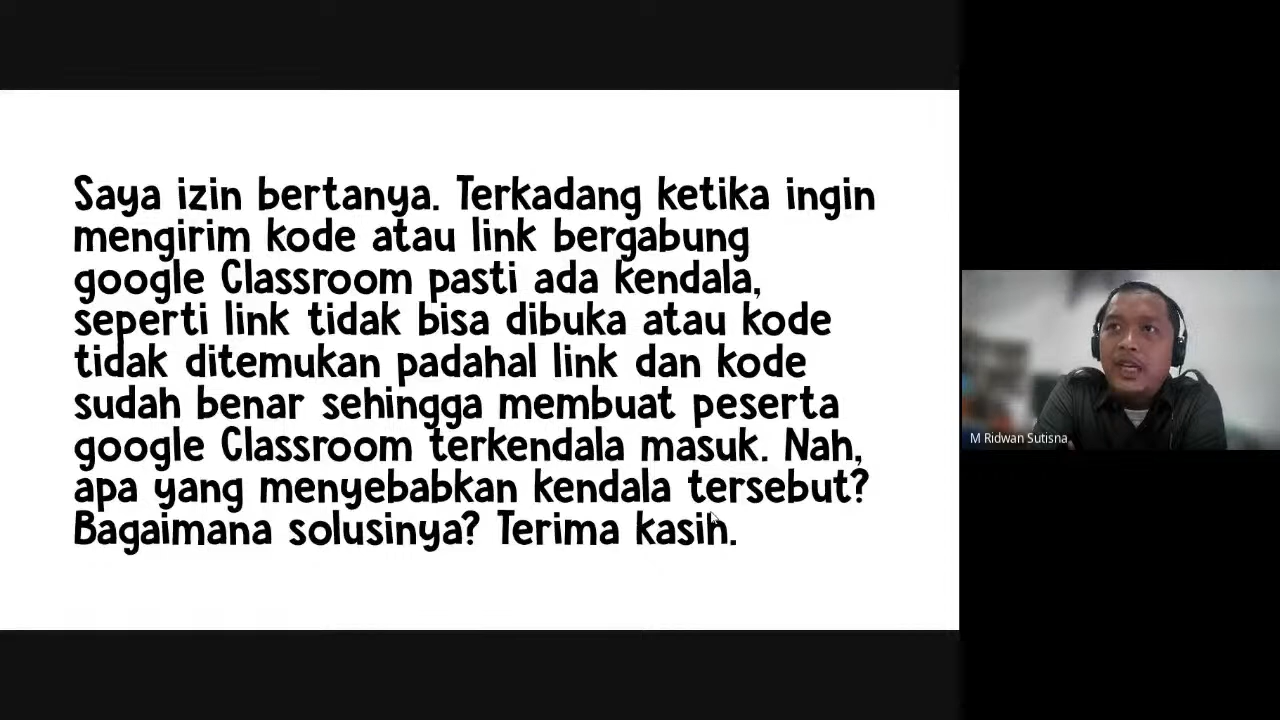 Saya izin bertanya. Terkadang ketika ingin
mengirim kode atau link bergabung
google Classroom pasti ada kendala,
seperti link tidak bisa dibuka atau kode
tidak ditemukan padahal link dan kode
sudah benar sehingga membuat peserta
google Classroom terkendala masuk. Nah,
apa yang menyebabkan kendala tersebut?
Bagaimana solusinya? Terima kasih.
M Ridwan Sutisna